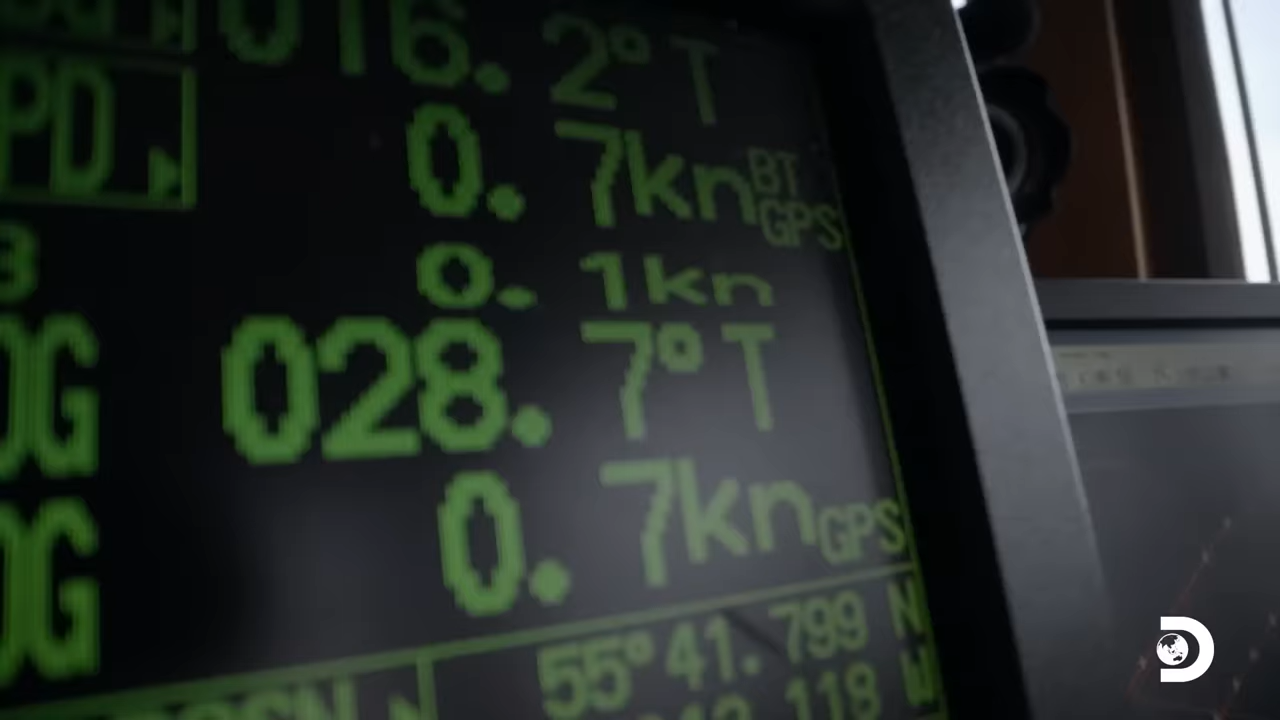 016.2°T
PD 0.7kn BT GPS
0.1kn
OG 028.7°T
OG 0.7kn GPS
55°41.799 N
118 W